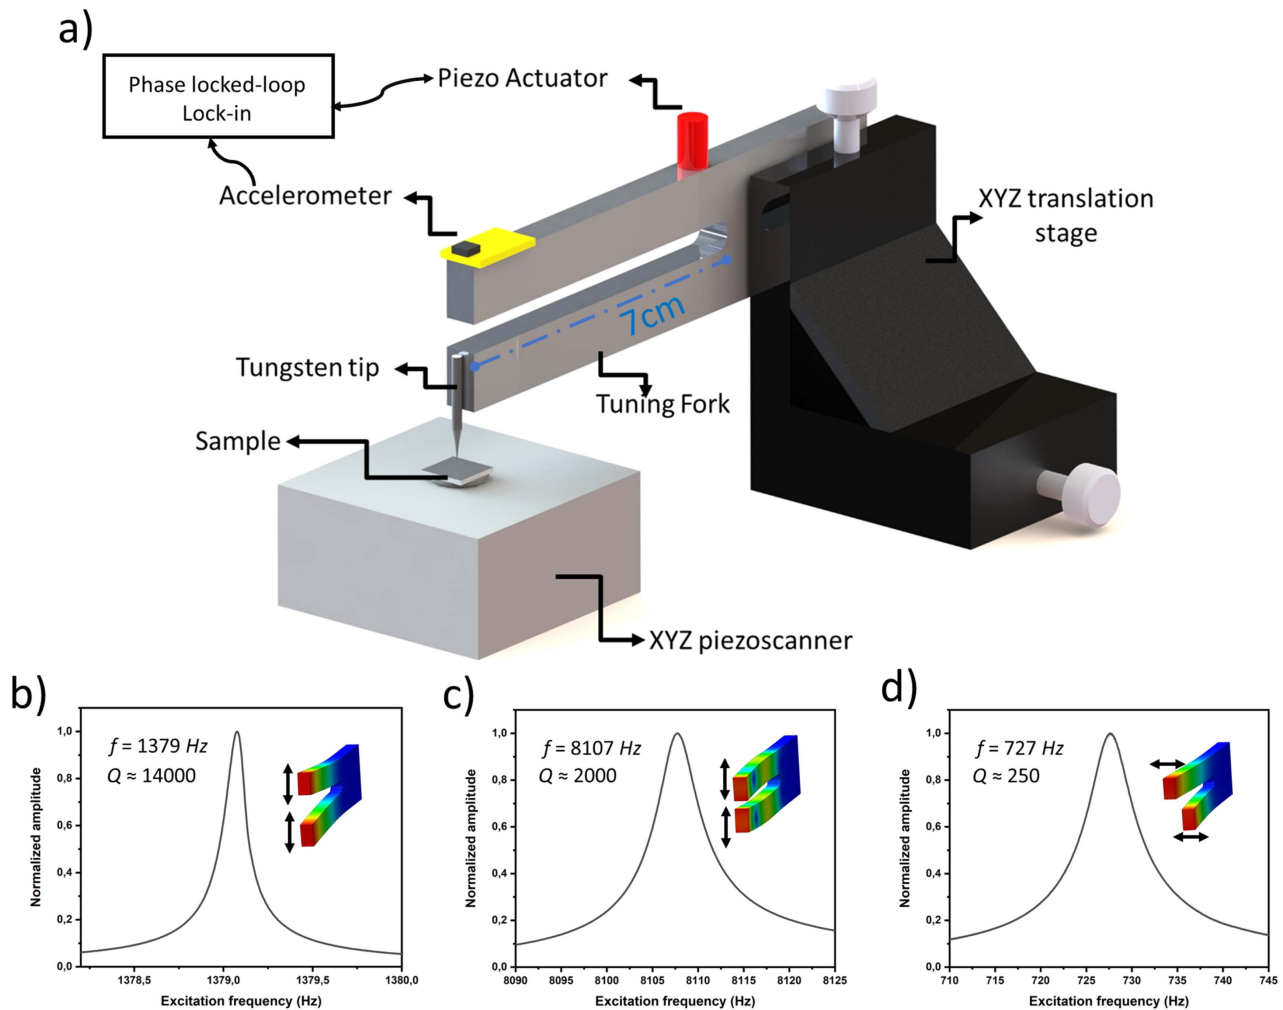 a)
Phase locked-loop
Lock-in
Piezo Actuator
Accelerometer
XYZ translation
stage
7cm
Tungsten tip
Tuning Fork
Sample
XYZ piezoscanner
b)
f = 1379 Hz
Q ≈ 14000
Normalized amplitude
1,0
0,8
0,6
0,4
0,2
0,0
1378,5
1379,0
1379,5
1380,0
Excitation frequency (Hz)
c)
f = 8107 Hz
Q ≈ 2000
Normalized amplitude
1,0
0,8
0,6
0,4
0,2
0,0
8090
8095
8100
8105
8110
8115
8120
8125
Excitation frequency (Hz)
d)
f = 727 Hz
Q ≈ 250
Normalized amplitude
1,0
0,8
0,6
0,4
0,2
0,0
710
715
720
725
730
735
740
745
Excitation frequency (Hz)